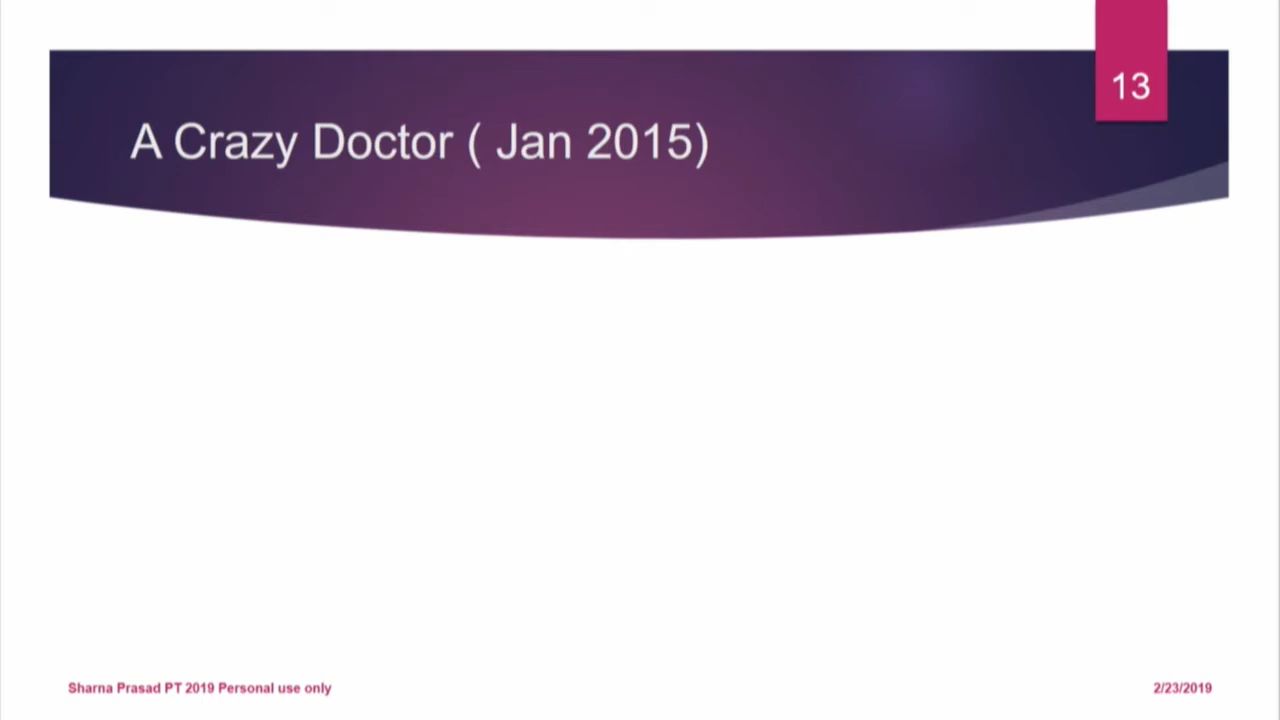 13
A Crazy Doctor ( Jan 2015)
Sharna Prasad PT 2019 Personal use only
2/23/2019